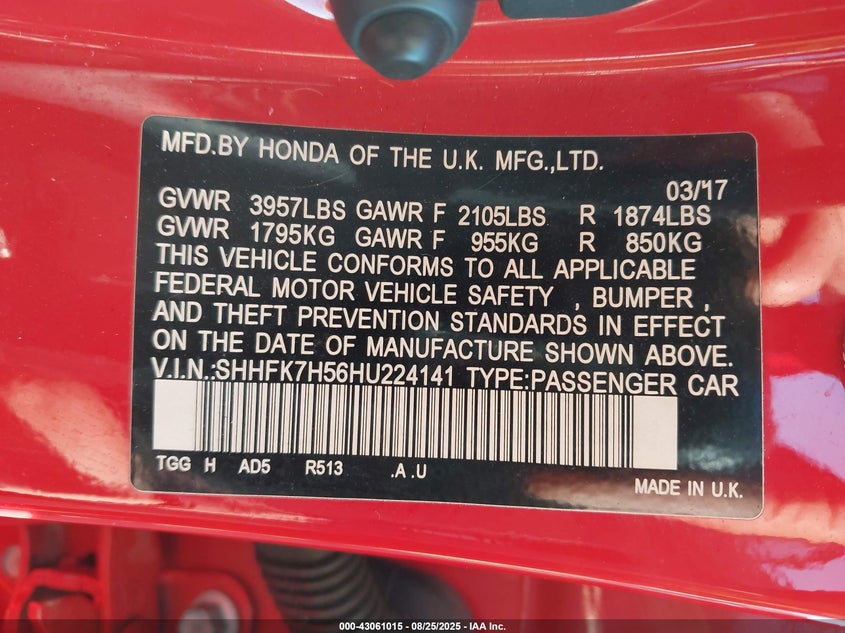 MFD.BY HONDA OF THE U.K. MFG.,LTD.
03/17
GVWR 3957LBS GAWR F 2105LBS R 1874LBS
GVWR 1795KG GAWR F 955KG R 850KG
THIS VEHICLE CONFORMS TO ALL APPLICABLE
FEDERAL MOTOR VEHICLE SAFETY , BUMPER ,
AND THEFT PREVENTION STANDARDS IN EFFECT
ON THE DATE OF MANUFACTURE SHOWN ABOVE.
V.I.N.:SHHFK7H56HU224141 TYPE:PASSENGER CAR
TGG H AD5 R513 .A .U
MADE IN U.K.
000-43061015 - 08/25/2025 - IAA Inc.